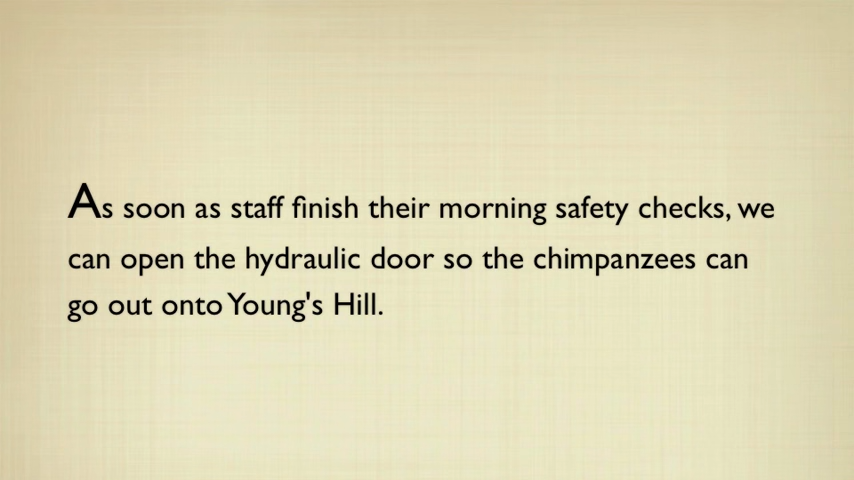 As soon as staff finish their morning safety checks, we
can open the hydraulic door so the chimpanzees can
go out onto Young's Hill.